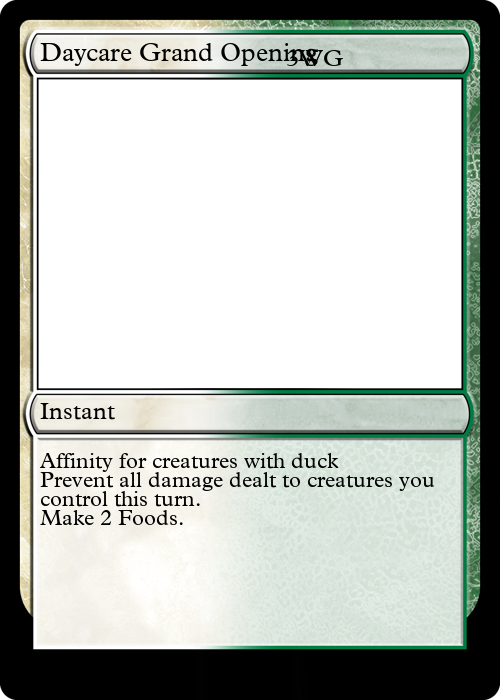 Daycare Grand Opening
3WG
Instant
Affinity for creatures with duck
Prevent all damage dealt to creatures you
control this turn.
Make 2 Foods.